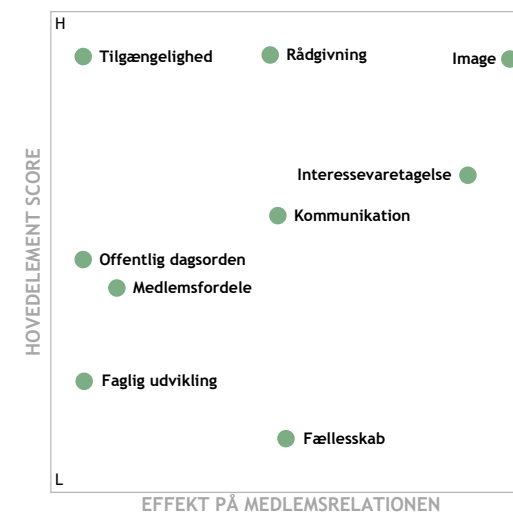 H
Tilgængelighed
Rådgivning
Image
Interessevaretagelse
Kommunikation
Offentlig dagsorden
Medlemsfordele
Faglig udvikling
Fællesskab
L
HOVEDELEMENT SCORE
EFFEKT PÅ MEDLEMSRELATIONEN